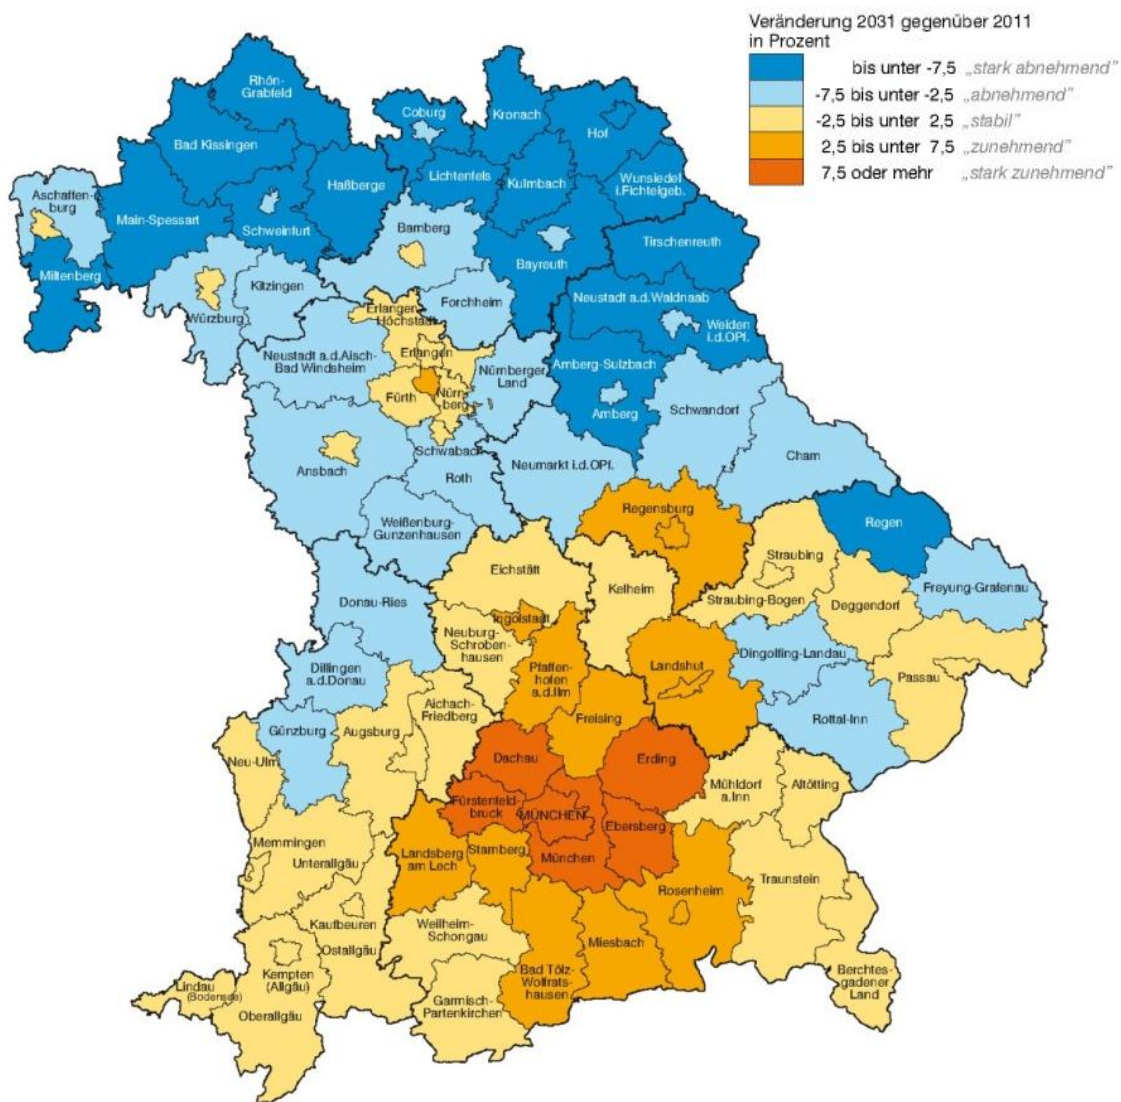 Veränderung 2031 gegenüber 2011
in Prozent
bis unter -7,5 „stark abnehmend”
-7,5 bis unter -2,5 „abnehmend”
-2,5 bis unter 2,5 „stabil”
2,5 bis unter 7,5 „zunehmend”
7,5 oder mehr „stark zunehmend”
Rhön-
Grabfeld
Coburg
Kronach
Hof
Bad Kissingen
Lichtenfels
Kulmbach
Wunsiedel
i.Fichtelgeb.
Haßberge
Aschaffen-
burg
Main-Spessart
Schweinfurt
Bamberg
Tirschenreuth
Bayreuth
Miltenberg
Kitzingen
Neustadt a.d.Waldnaab
Forchheim
Würzburg
Erlangen-
Höchstadt
Weiden
i.d.OPf.
Neustadt a.d.Aisch-
Bad Windsheim
Erlangen
Nürnberger
Land
Amberg-Sulzbach
Fürth
Nürn-
berg
Amberg
Schwandorf
Schwabach
Ansbach
Roth
Neumarkt i.d.OPf.
Cham
Weißenburg-
Gunzenhausen
Regensburg
Regen
Eichstätt
Straubing
Kelheim
Freyung-Grafenau
Donau-Ries
Straubing-Bogen
Deggendorf
Ingolstadt
Neuburg-
Schroben-
hausen
Dingolfing-Landau
Dillingen
a.d.Donau
Pfaffen-
hofen
a.d.Ilm
Landshut
Passau
Aichach-
Friedberg
Rottal-Inn
Günzburg
Augsburg
Freising
Neu-Ulm
Dachau
Erding
Mühldorf
a.Inn
Altötting
Fürstenfeld-
bruck
MÜNCHEN
Ebersberg
Memmingen
Unterallgäu
Landsberg
am Lech
Starnberg
München
Traunstein
Rosenheim
Kaufbeuren
Weilheim-
Schongau
Ostallgäu
Miesbach
Kempten
(Allgäu)
Bad Tölz-
Wolfrats-
hausen
Berchtes-
gadener
Land
Lindau
(Bodensee)
Garmisch-
Partenkirchen
Oberallgäu